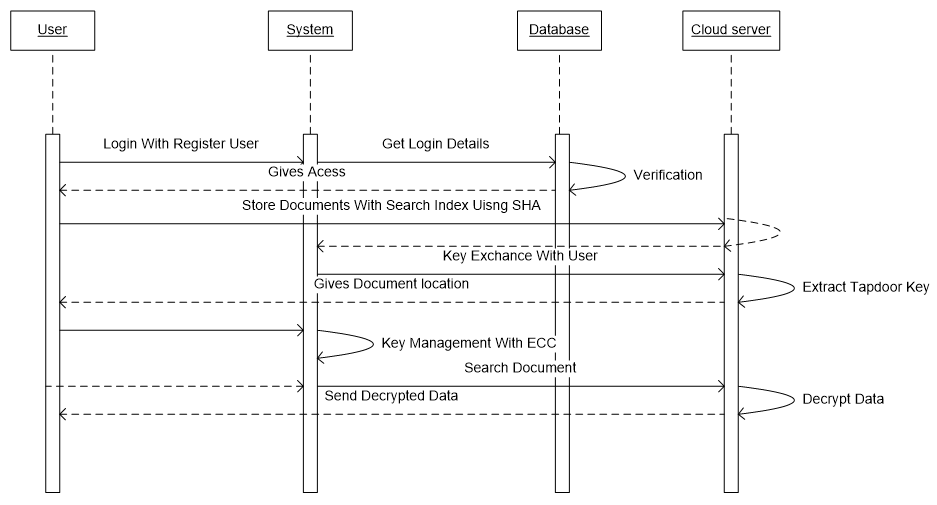 User
System
Database
Cloud server
Login With Register User
Get Login Details
Gives Acess
Verification
Store Documents With Search Index Uisng SHA
Key Exchance With User
Gives Document location
Extract Tapdoor Key
Key Management With ECC
Search Document
Send Decrypted Data
Decrypt Data